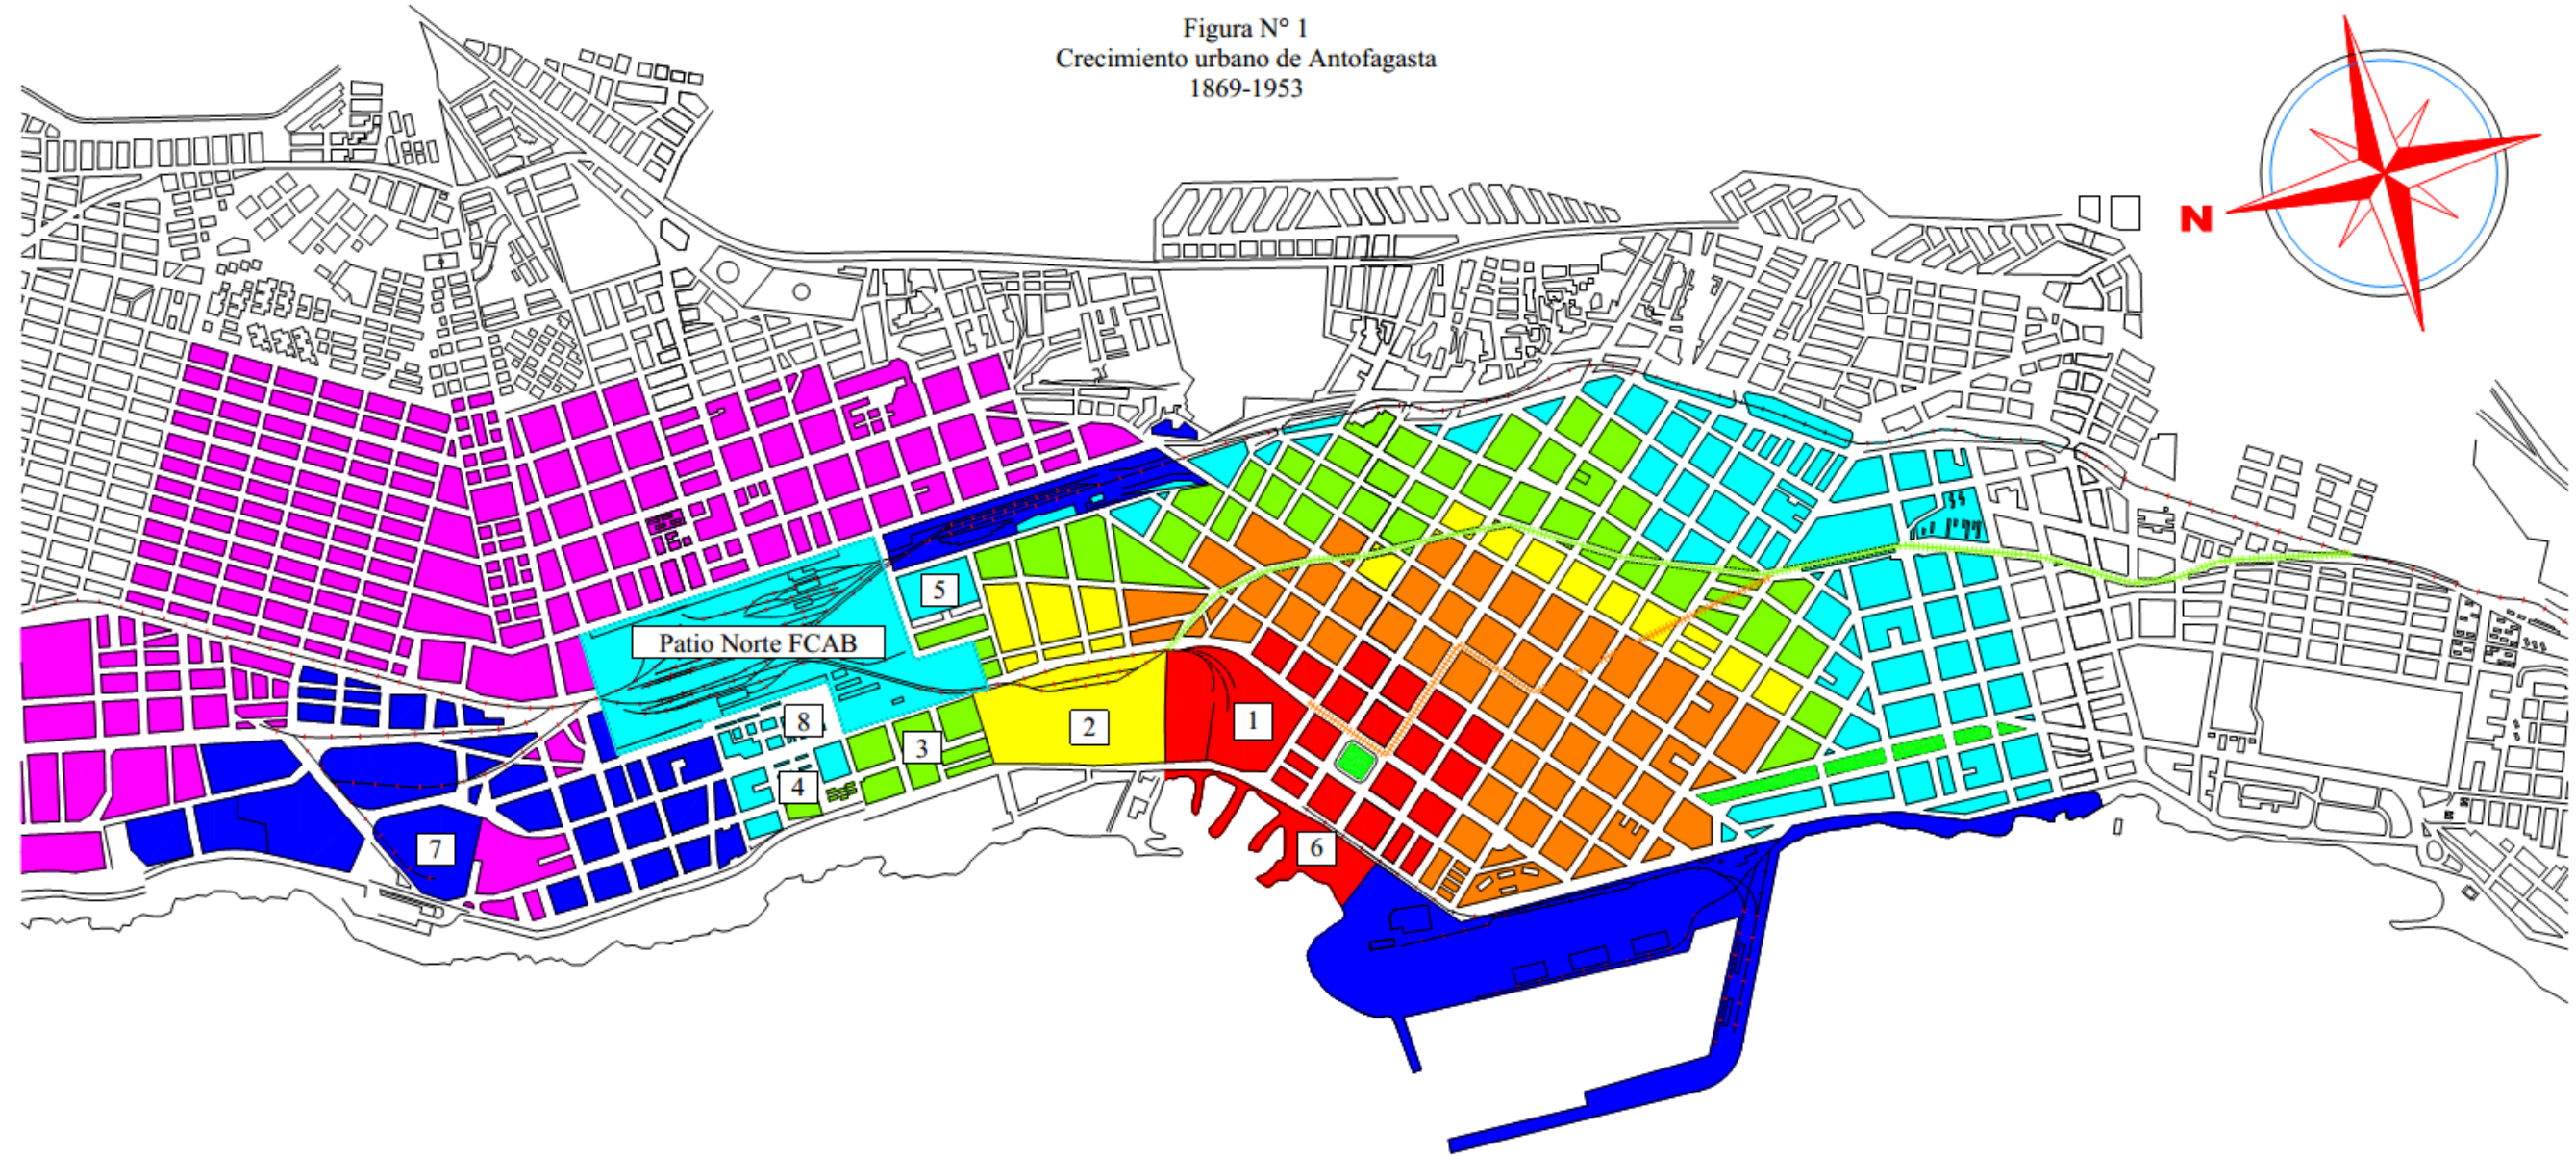 Figura N° 1
Crecimiento urbano de Antofagasta
1869-1953
N
5
Patio Norte FCAB
8
1
2
3
4
6
7